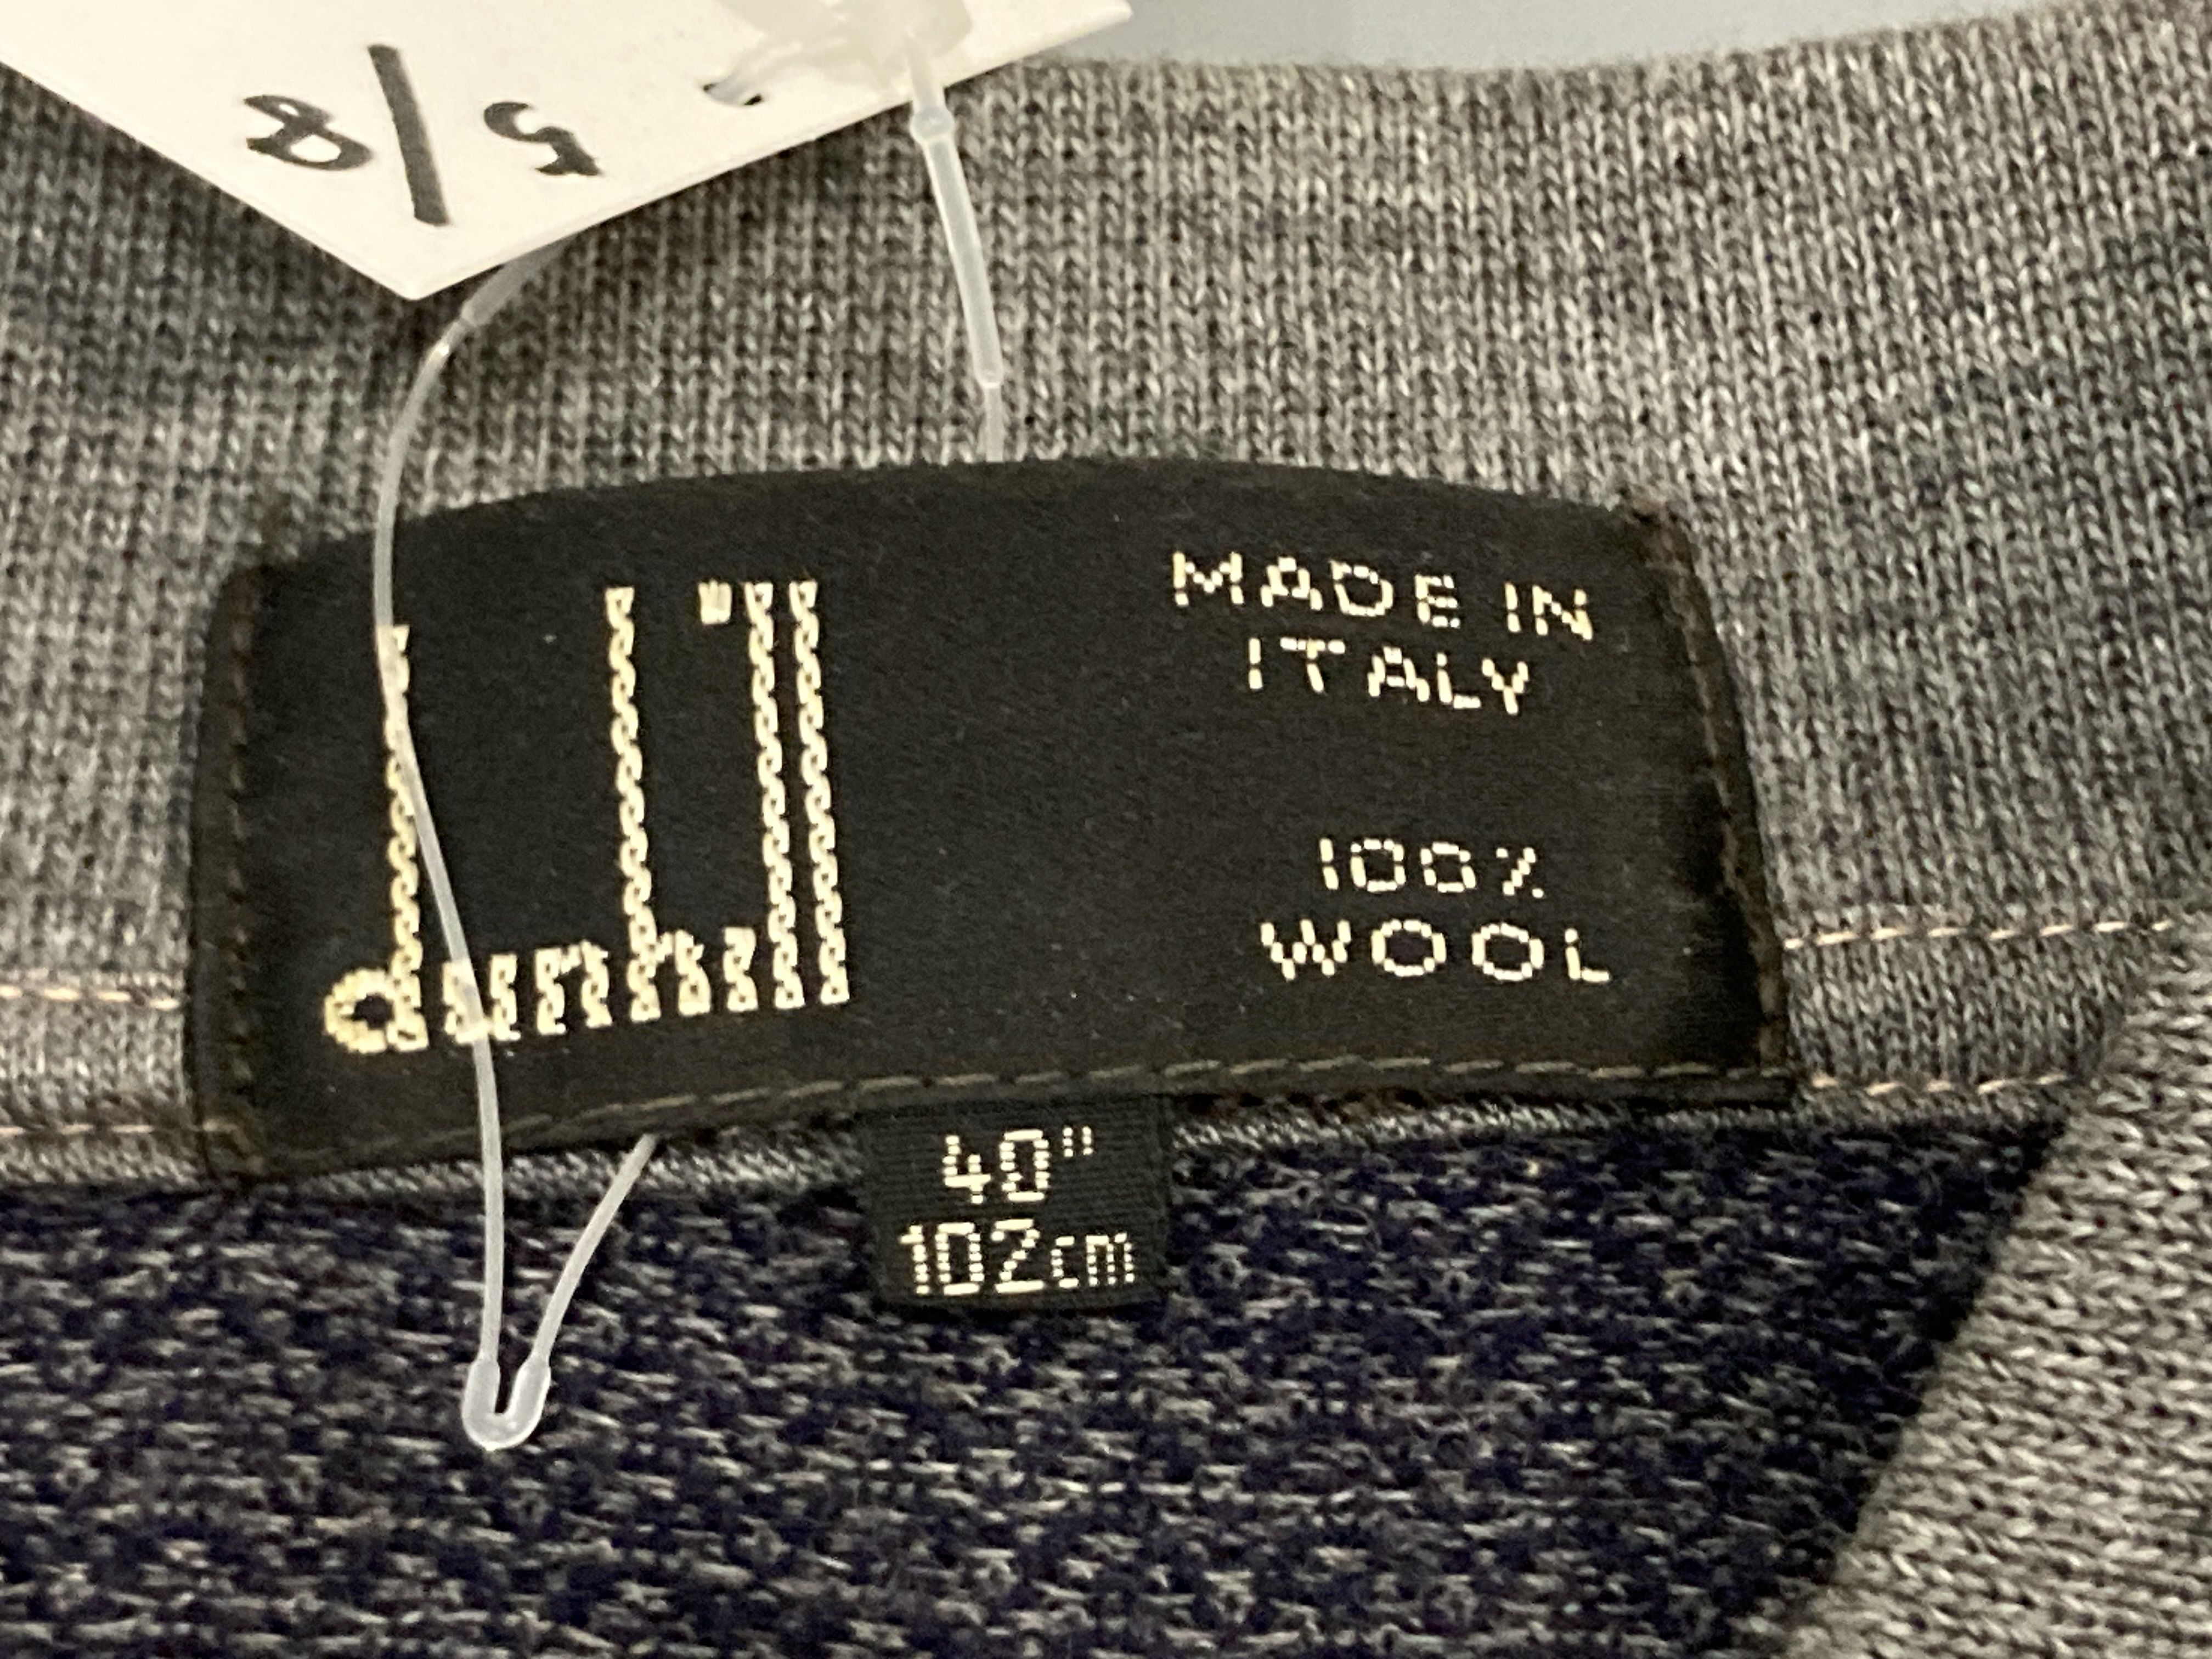 dunhill
MADE IN
ITALY
100%
WOOL
40"
102cm